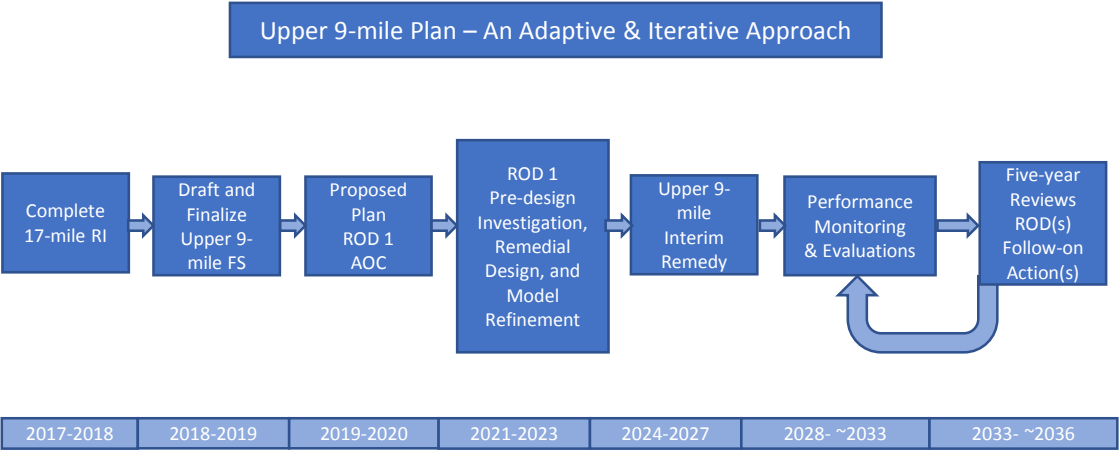 Upper 9-mile Plan – An Adaptive & Iterative Approach
Complete
17-mile RI
Draft and
Finalize
Upper 9-
mile FS
Proposed
Plan
ROD 1
AOC
ROD 1
Pre-design
Investigation,
Remedial
Design, and
Model
Refinement
Upper 9-
mile
Interim
Remedy
Performance
Monitoring
& Evaluations
Five-year
Reviews
ROD(s)
Follow-on
Action(s)
2017-2018
2018-2019
2019-2020
2021-2023
2024-2027
2028- ~2033
2033- ~2036